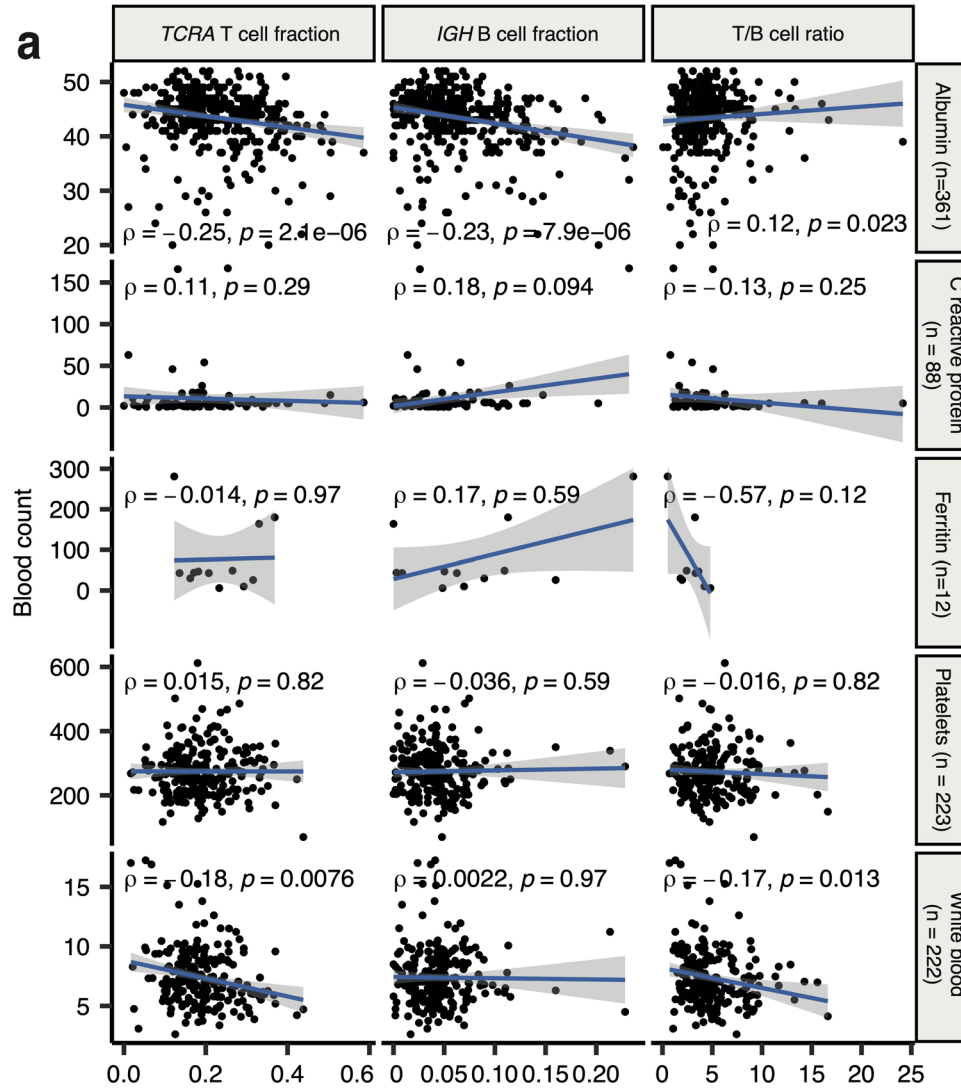 a
TCRA T cell fraction
IGH B cell fraction
T/B cell ratio
Blood count
50
40
30
20
ρ = −0.25, p = 2.1e−06
ρ = −0.23, p = 7.9e−06
ρ = 0.12, p = 0.023
Albumin (n=361)
150
100
50
0
ρ = 0.11, p = 0.29
ρ = 0.18, p = 0.094
ρ = −0.13, p = 0.25
C reactive protein
(n = 88)
300
200
100
0
ρ = −0.014, p = 0.97
ρ = 0.17, p = 0.59
ρ = −0.57, p = 0.12
Ferritin (n=12)
600
400
200
ρ = 0.015, p = 0.82
ρ = −0.036, p = 0.59
ρ = −0.016, p = 0.82
Platelets (n = 223)
15
10
5
ρ = −0.18, p = 0.0076
ρ = 0.0022, p = 0.97
ρ = −0.17, p = 0.013
White blood
(n = 222)
0.0 0.2 0.4 0.6
0 0.05 0.10 0.20
0 5 10 15 20 25